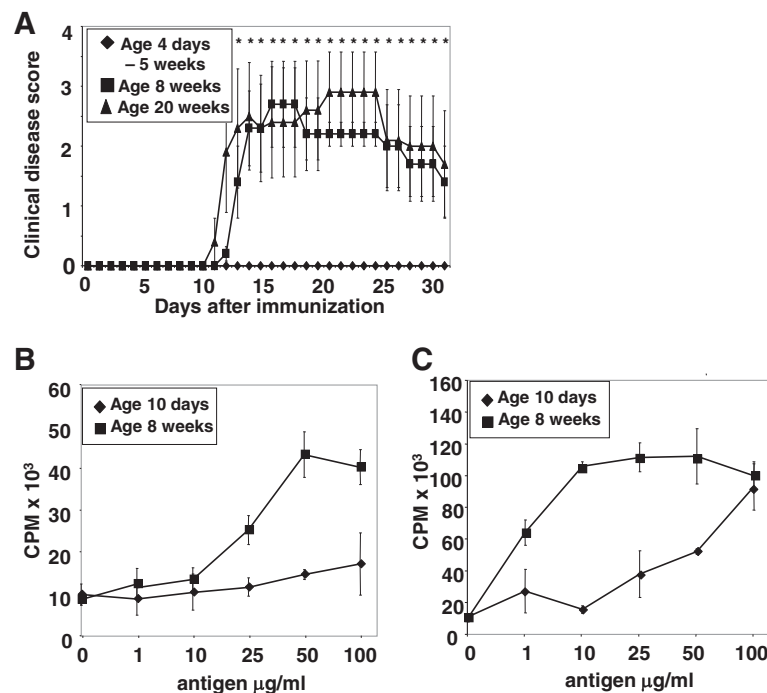 A
4
3
2
1
0
Clinical disease score
Age 4 days
– 5 weeks
Age 8 weeks
Age 20 weeks
* * * * * * * * * * * * * * * * * * *
0 5 10 15 20 25 30
Days after immunization
B
60
50
40
30
20
10
0
CPM x 10³
Age 10 days
Age 8 weeks
0 1 10 25 50 100
antigen µg/ml
C
160
140
120
100
80
60
40
20
0
CPM x 10³
Age 10 days
Age 8 weeks
0 1 10 25 50 100
antigen µg/ml